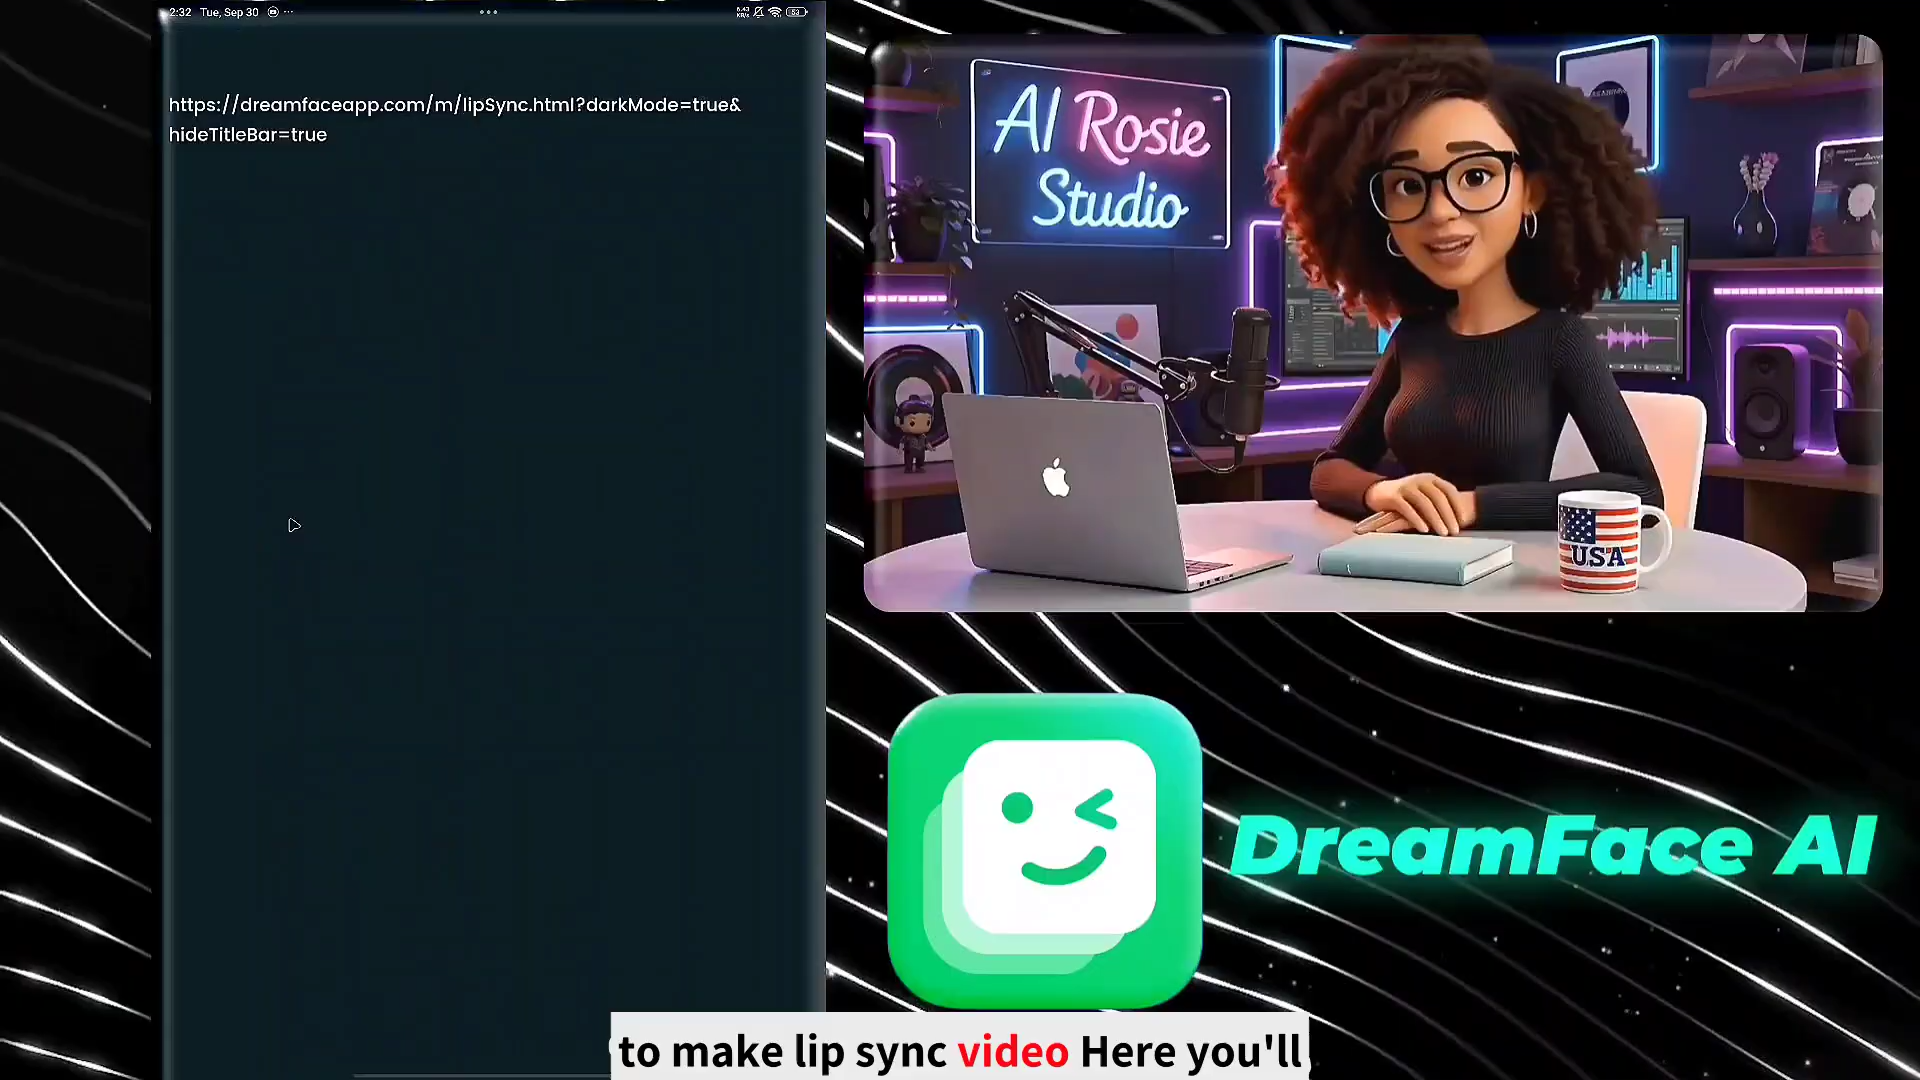 2:32 Tue, Sep 30
53
https://dreamfaceapp.com/m/lipSync.html?darkMode=true&
hideTitleBar=true
AI Rosie
Studio
USA
DreamFace AI
to make lip sync video Here you'll